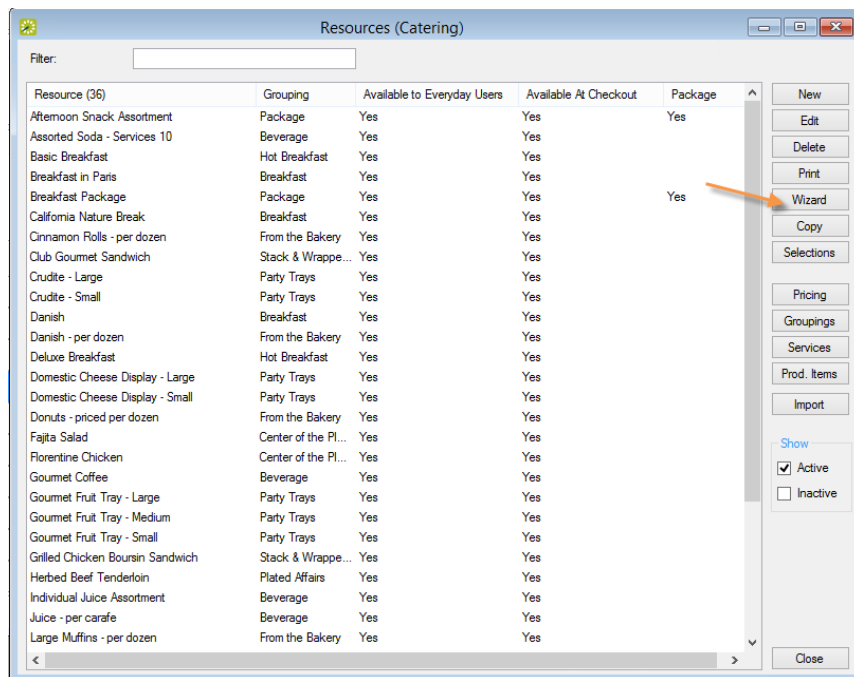 Resources (Catering)
Filter:
Resource (36) Grouping Available to Everyday Users Available At Checkout Package
Afternoon Snack Assortment Package Yes Yes Yes
Assorted Soda - Services 10 Beverage Yes Yes
Basic Breakfast Hot Breakfast Yes Yes
Breakfast in Paris Breakfast Yes Yes
Breakfast Package Package Yes Yes Yes
California Nature Break Breakfast Yes Yes
Cinnamon Rolls - per dozen From the Bakery Yes Yes
Club Gourmet Sandwich Stack & Wrappe... Yes Yes
Crudite - Large Party Trays Yes Yes
Crudite - Small Party Trays Yes Yes
Danish Breakfast Yes Yes
Danish - per dozen From the Bakery Yes Yes
Deluxe Breakfast Hot Breakfast Yes Yes
Domestic Cheese Display - Large Party Trays Yes Yes
Domestic Cheese Display - Small Party Trays Yes Yes
Donuts - priced per dozen From the Bakery Yes Yes
Fajita Salad Center of the Pl... Yes Yes
Florentine Chicken Center of the Pl... Yes Yes
Gourmet Coffee Beverage Yes Yes
Gourmet Fruit Tray - Large Party Trays Yes Yes
Gourmet Fruit Tray - Medium Party Trays Yes Yes
Gourmet Fruit Tray - Small Party Trays Yes Yes
Grilled Chicken Boursin Sandwich Stack & Wrappe... Yes Yes
Herbed Beef Tenderloin Plated Affairs Yes Yes
Individual Juice Assortment Beverage Yes Yes
Juice - per carafe Beverage Yes Yes
Large Muffins - per dozen From the Bakery Yes Yes
New
Edit
Delete
Print
Wizard
Copy
Selections
Pricing
Groupings
Services
Prod. Items
Import
Show
Active
Inactive
Close